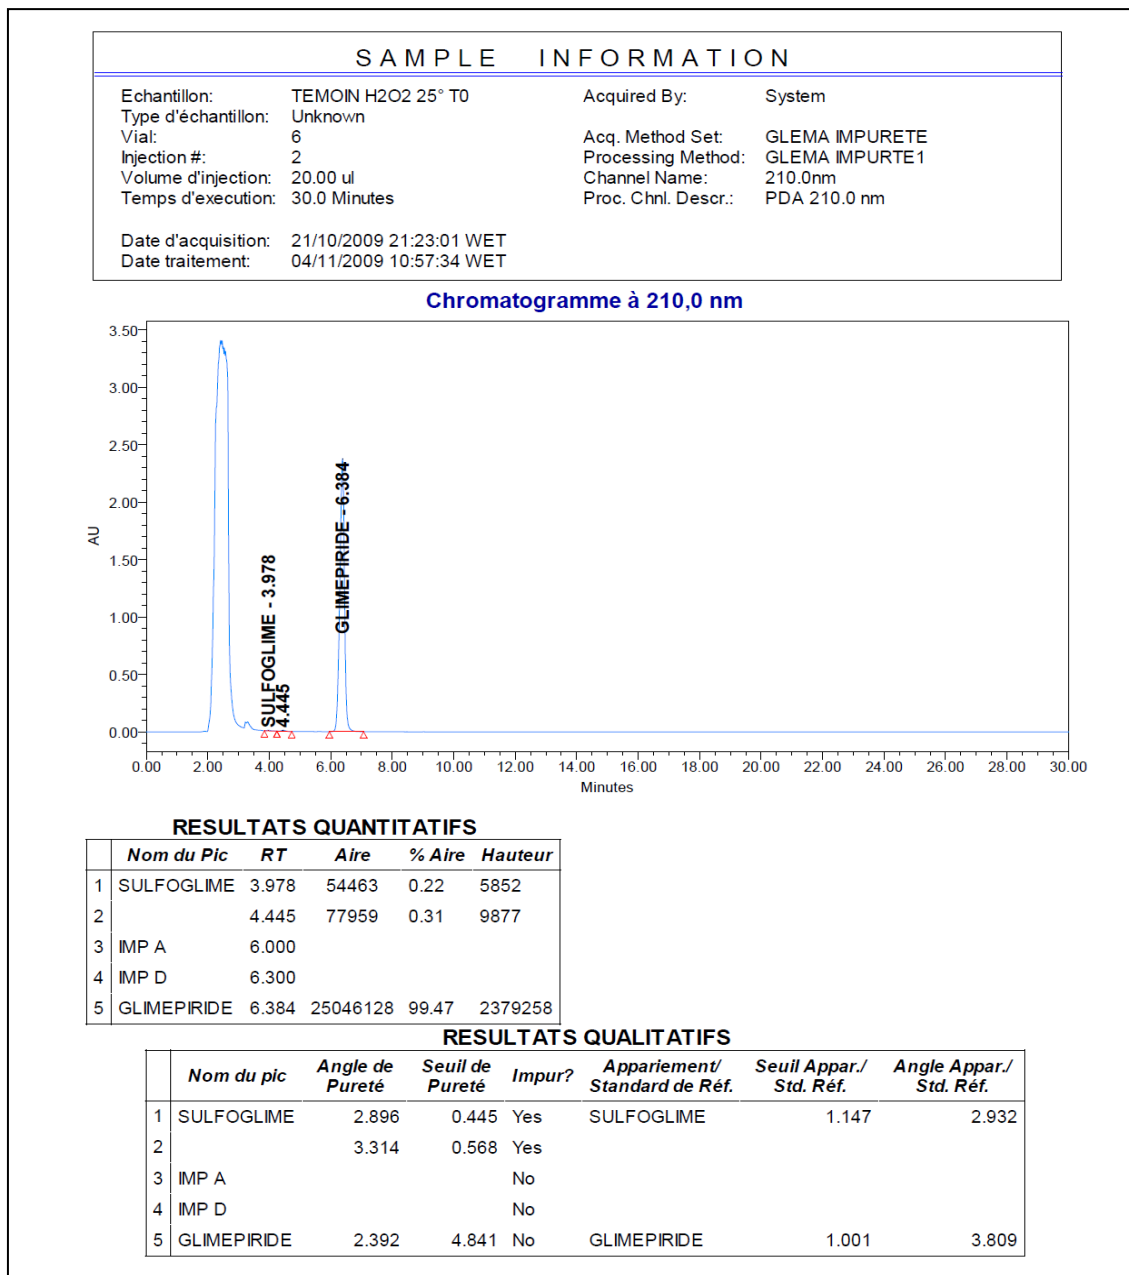 SAMPLE INFORMATION
Echantillon: TEMOIN H2O2 25° T0 Acquired By: System
Type d'échantillon: Unknown
Vial: 6 Acq. Method Set: GLEMA IMPURETE
Injection #: 2 Processing Method: GLEMA IMPURTE1
Volume d'injection: 20.00 ul Channel Name: 210.0nm
Temps d'execution: 30.0 Minutes Proc. Chnl. Descr.: PDA 210.0 nm
Date d'acquisition: 21/10/2009 21:23:01 WET
Date traitement: 04/11/2009 10:57:34 WET
Chromatogramme à 210,0 nm
3.50
3.00
2.50
2.00
1.50
1.00
0.50
0.00
AU
SULFOGLIME - 3.978
4.445
GLIMEPIRIDE - 6.384
0.00 2.00 4.00 6.00 8.00 10.00 12.00 14.00 16.00 18.00 20.00 22.00 24.00 26.00 28.00 30.00
Minutes
RESULTATS QUANTITATIFS
Nom du Pic RT Aire % Aire Hauteur
1 SULFOGLIME 3.978 54463 0.22 5852
2 4.445 77959 0.31 9877
3 IMP A 6.000
4 IMP D 6.300
5 GLIMEPIRIDE 6.384 25046128 99.47 2379258
RESULTATS QUALITATIFS
Nom du pic Angle de Pureté Seuil de Pureté Impur? Appariement/ Standard de Réf. Seuil Appar./ Std. Réf. Angle Appar./ Std. Réf.
1 SULFOGLIME 2.896 0.445 Yes SULFOGLIME 1.147 2.932
2 3.314 0.568 Yes
3 IMP A No
4 IMP D No
5 GLIMEPIRIDE 2.392 4.841 No GLIMEPIRIDE 1.001 3.809